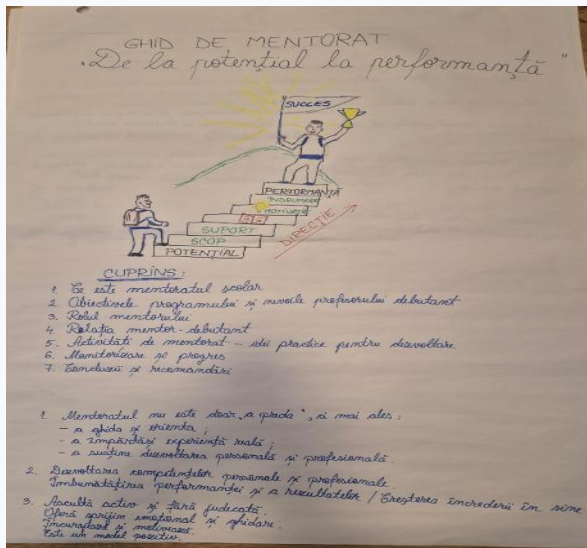 GHID DE MENTORAT
"De la potențial la performanță"
SUCCES
PERFORMANȚĂ
ÎNDRUMARE
MOTIVAȚIE
SUPORT
SCOP
POTENȚIAL
DIRECȚIE
CUPRINS:
1. Ce este mentoratul școlar
2. Obiectivele programului și nevoile profesorului debutant
3. Rolul mentorului
4. Relația mentor-debutant
5. Activități de mentorat - idei practice pentru dezvoltare
6. Monitorizare și progres
7. Concluzii și recomandări
1. Mentoratul nu este doar „a preda", ci mai ales:
- a ghida și orienta;
- a împărtăși experiență reală;
- a susține dezvoltarea personală și profesională.
2. Dezvoltarea competențelor personale și profesionale.
Îmbunătățirea performanței și a rezultatelor / Creșterea încrederii în sine
3. Ascultă activ și fără judecată.
Oferă sprijin emoțional și ghidare.
Încurajează și motivează.
Este un model pozitiv.